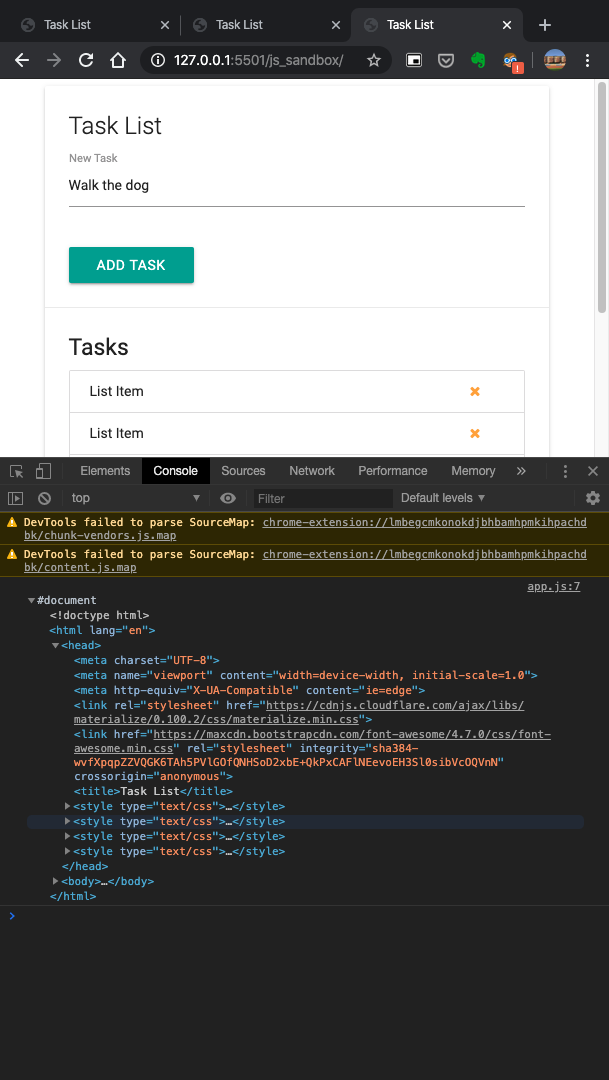 Task List
Task List
Task List
127.0.0.1:5501/js_sandbox/
Task List
New Task
Walk the dog
ADD TASK
Tasks
List Item
List Item
Elements Console Sources Network Performance Memory »
top
Filter
Default levels
DevTools failed to parse SourceMap: chrome-extension://lmbegcmkonokdjbhbamhpmkihpachd
bk/chunk-vendors.js.map
DevTools failed to parse SourceMap: chrome-extension://lmbegcmkonokdjbhbamhpmkihpachd
bk/content.js.map
app.js:7
#document
<!doctype html>
<html lang="en">
<head>
<meta charset="UTF-8">
<meta name="viewport" content="width=device-width, initial-scale=1.0">
<meta http-equiv="X-UA-Compatible" content="ie=edge">
<link rel="stylesheet" href="https://cdnjs.cloudflare.com/ajax/libs/
materialize/0.100.2/css/materialize.min.css">
<link href="https://maxcdn.bootstrapcdn.com/font-awesome/4.7.0/css/font-
awesome.min.css" rel="stylesheet" integrity="sha384-
wvfXpqpZZVQGK6TAh5PVlGOfQNHSoD2xbE+QkPxCAFlNEevoEH3Sl0sibVcOQVnN"
crossorigin="anonymous">
<title>Task List</title>
<style type="text/css">…</style>
<style type="text/css">…</style>
<style type="text/css">…</style>
<style type="text/css">…</style>
</head>
<body>…</body>
</html>